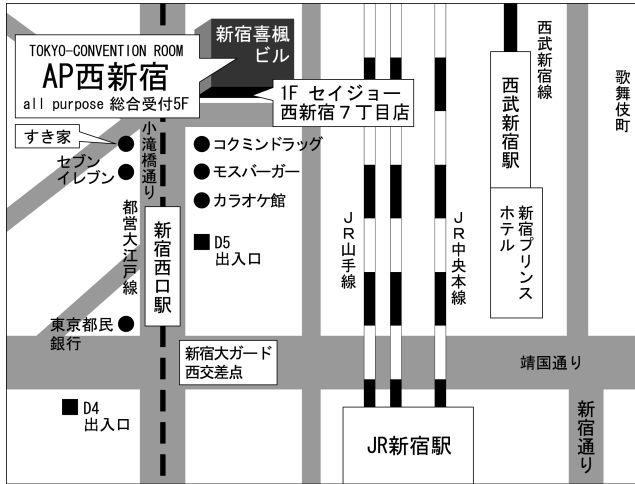 TOKYO-CONVENTION ROOM
AP西新宿
all purpose 総合受付5F
新宿喜楓
ビル
1F セイジョー
西新宿7丁目店
すき家
セブン
イレブン
小滝橋通り
コクミンドラッグ
モスバーガー
カラオケ館
D5
出入口
都営大江戸線
新宿西口駅
東京都民
銀行
新宿大ガード
西交差点
D4
出入口
JR山手線
JR中央本線
JR新宿駅
西武新宿線
西武新宿駅
新宿プリンス
ホテル
歌舞伎町
靖国通り
新宿通り